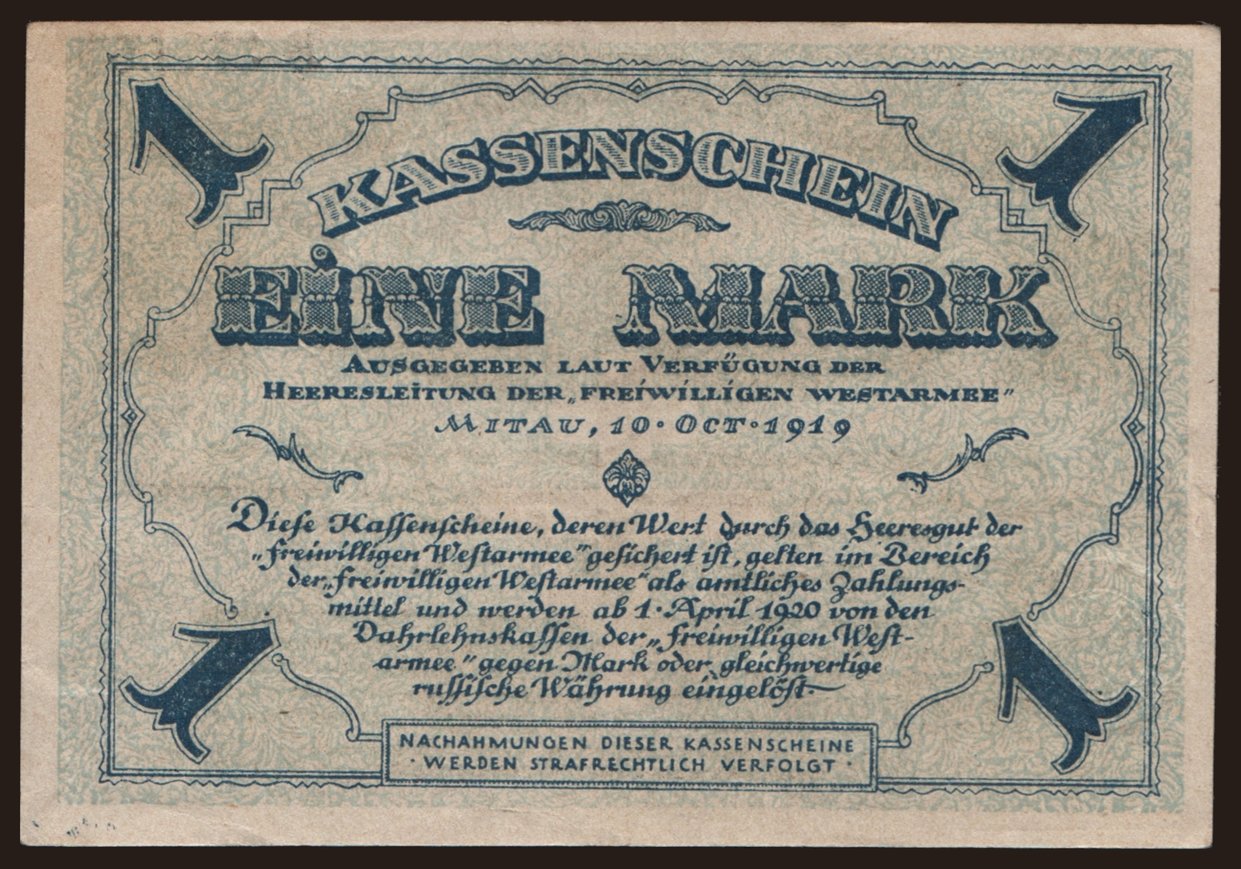 1 1
KASSENSCHEIN
EINE MARK
AUSGEGEBEN LAUT VERFÜGUNG DER
HEERESLEITUNG DER „FREIWILLIGEN WESTARMEE“
MITAU, 10 · OCT · 1919
Dieſe Kaſſenſcheine, deren Wert durch das Heeresgut der
„freiwilligen Weſtarmee“ geſichert iſt, gelten im Bereich
der „freiwilligen Weſtarmee“ als amtliches Zahlungs-
mittel und werden ab 1 · April 1920 von den
Dahrlehnskaſſen der „freiwilligen Weſt-
armee“ gegen Mark oder gleichwertige
ruſſiſche Währung eingelöſt.
1 1
NACHAHMUNGEN DIESER KASSENSCHEINE
· WERDEN STRAFRECHTLICH VERFOLGT ·